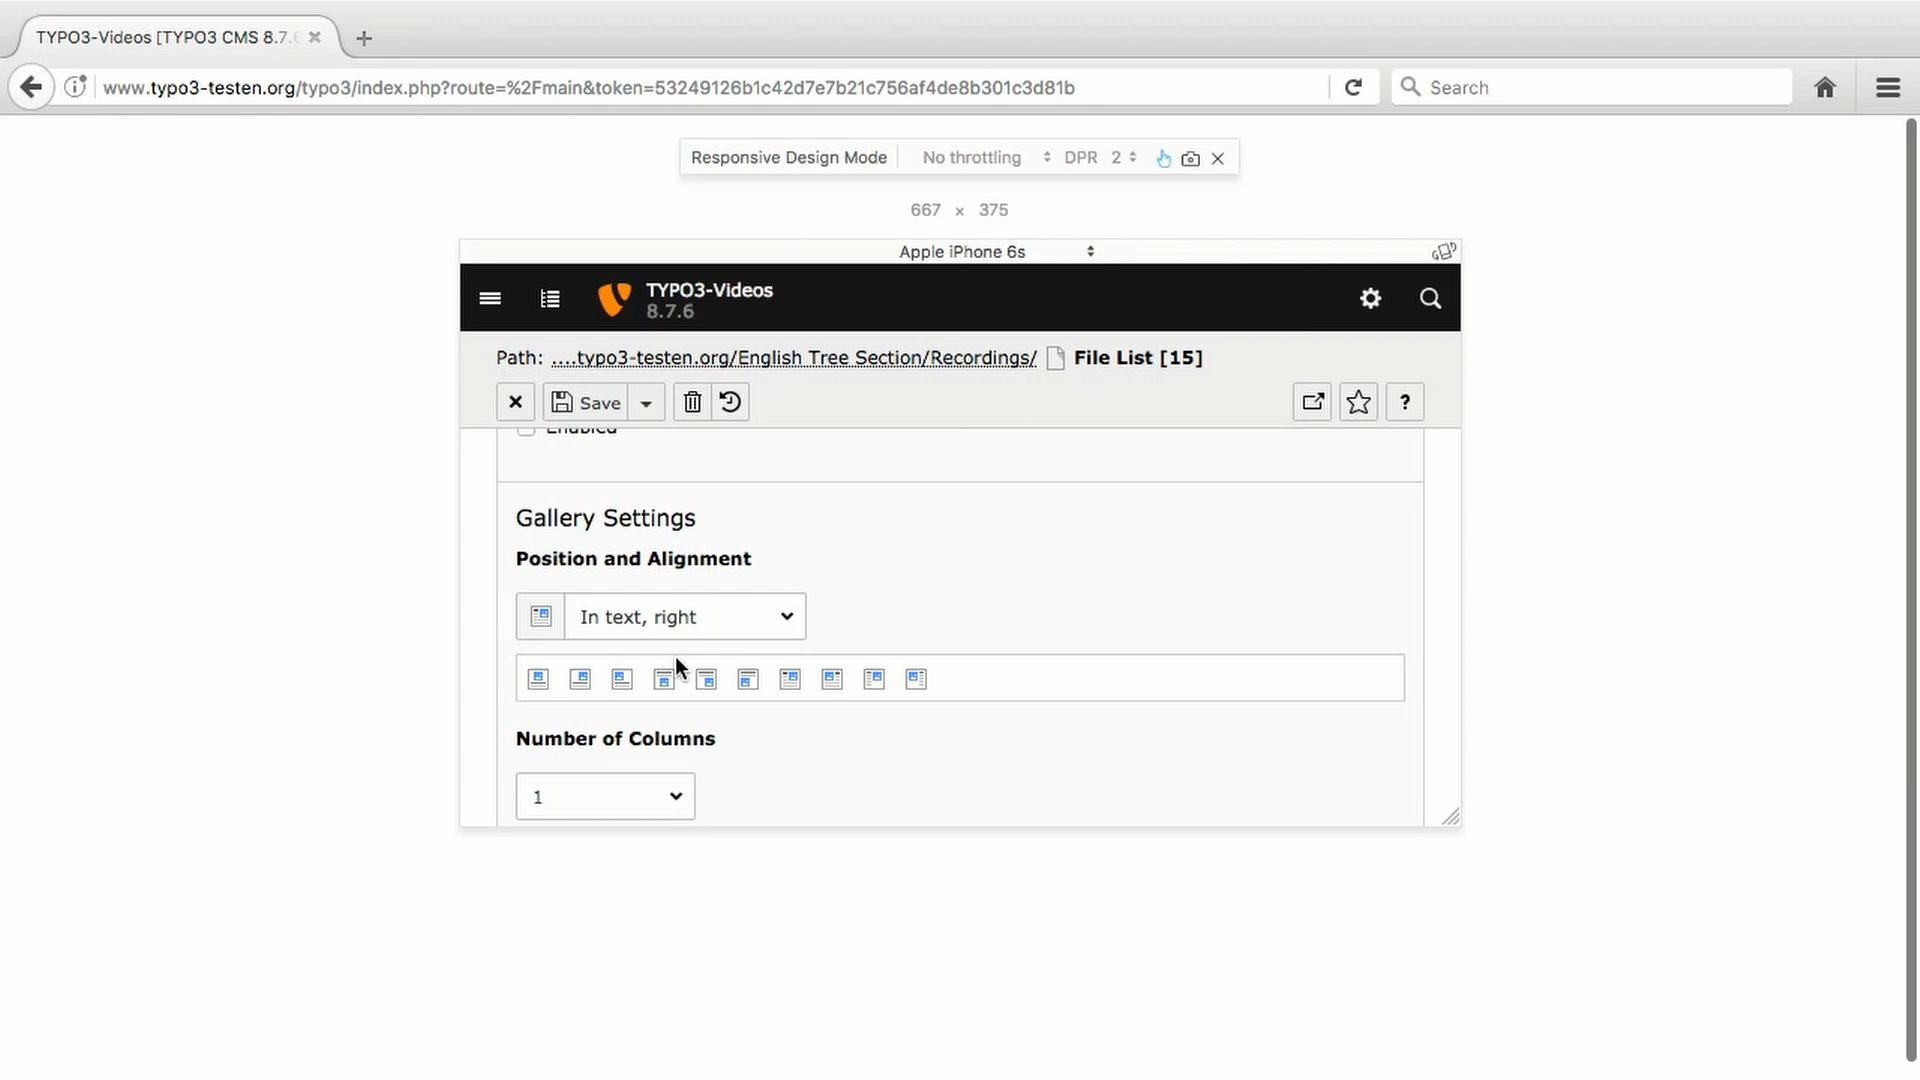 TYPO3-Videos [TYPO3 CMS 8.7.6
www.typo3-testen.org/typo3/index.php?route=%2Fmain&token=53249126b1c42d7e7b21c756af4de8b301c3d81b
Search
Responsive Design Mode No throttling DPR 2
667 x 375
Apple iPhone 6s
TYPO3-Videos
8.7.6
Path: ....typo3-testen.org/English Tree Section/Recordings/ File List [15]
Save ?
Enabled
Gallery Settings
Position and Alignment
In text, right
Number of Columns
1